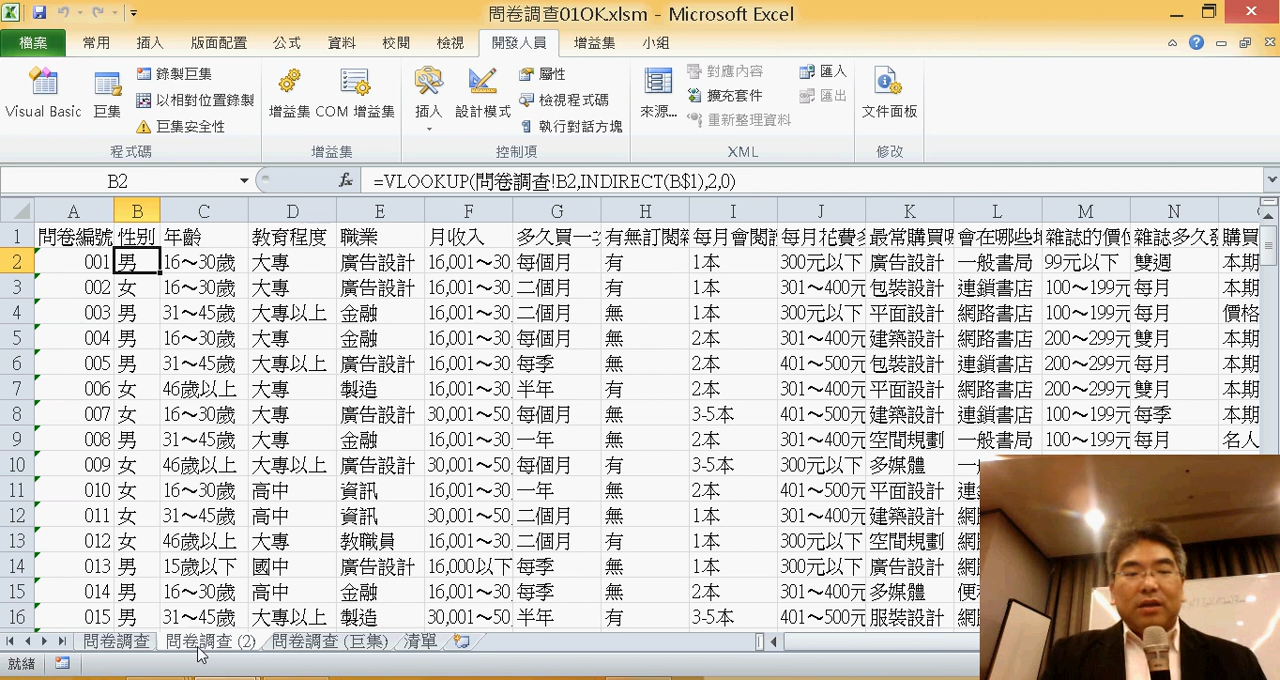 問卷調查01OK.xlsm - Microsoft Excel
檔案 常用 插入 版面配置 公式 資料 校閱 檢視 開發人員 增益集 小組
Visual Basic 巨集 錄製巨集 以相對位置錄製 巨集安全性 程式碼
增益集 COM 增益集 增益集
插入 設計模式 屬性 檢視程式碼 執行對話方塊 控制項
來源... 對應內容 擴充套件 重新整理資料 匯入 匯出 XML
文件面板 修改
B2 fx =VLOOKUP(問卷調查!B2,INDIRECT(B$1),2,0)
A B C D E F G H I J K L M N
1 問卷編號 性別 年齡 教育程度 職業 月收入 多久買一 有無訂閱 每月會閱 每月花費 最常購買 會在哪些 雜誌的價 雜誌多久 購買
2 001 男 16～30歲 大專 廣告設計 16,001～30 每個月 有 1本 300元以下 廣告設計 一般書局 99元以下 雙週 本期
3 002 女 16～30歲 大專 廣告設計 16,001～30 二個月 有 1本 301～400元 包裝設計 連鎖書店 100～199元 每月 本期
4 003 男 31～45歲 大專以上 金融 16,001～30 二個月 無 1本 300元以下 平面設計 網路書店 100～199元 每月 價格
5 004 男 16～30歲 大專 金融 16,001～30 每個月 無 2本 301～400元 建築設計 網路書店 200～299元 雙月 本期
6 005 男 31～45歲 大專以上 廣告設計 16,001～30 每季 無 2本 401～500元 包裝設計 連鎖書店 200～299元 每月 本期
7 006 女 46歲以上 大專 製造 16,001～30 半年 有 2本 301～400元 平面設計 網路書店 200～299元 雙月 本期
8 007 女 16～30歲 大專 廣告設計 30,001～50 每個月 無 3-5本 401～500元 建築設計 連鎖書店 100～199元 每季 本期
9 008 男 31～45歲 大專 金融 16,001～30 一年 無 2本 301～400元 空間規劃 一般書局 100～199元 每月 名人
10 009 女 46歲以上 大專以上 廣告設計 30,001～50 每個月 有 3-5本 300元以下 多媒體
11 010 女 16～30歲 高中 資訊 16,001～30 一年 無 2本 401～500元 平面設計
12 011 女 31～45歲 高中 資訊 30,001～50 二個月 無 1本 301～400元 建築設計
13 012 女 46歲以上 高中 教職員 16,001～30 二個月 有 2本 301～400元 空間規劃
14 013 男 15歲以下 國中 廣告設計 16,000以下 每季 無 1本 300元以下 廣告設計
15 014 男 16～30歲 高中 金融 16,001～30 每季 無 2本 301～400元 多媒體
16 015 男 31～45歲 大專以上 製造 30,001～50 半年 有 3-5本 401～500元 服裝設計
問卷調查 問卷調查 (2) 問卷調查 (巨集) 清單
就緒